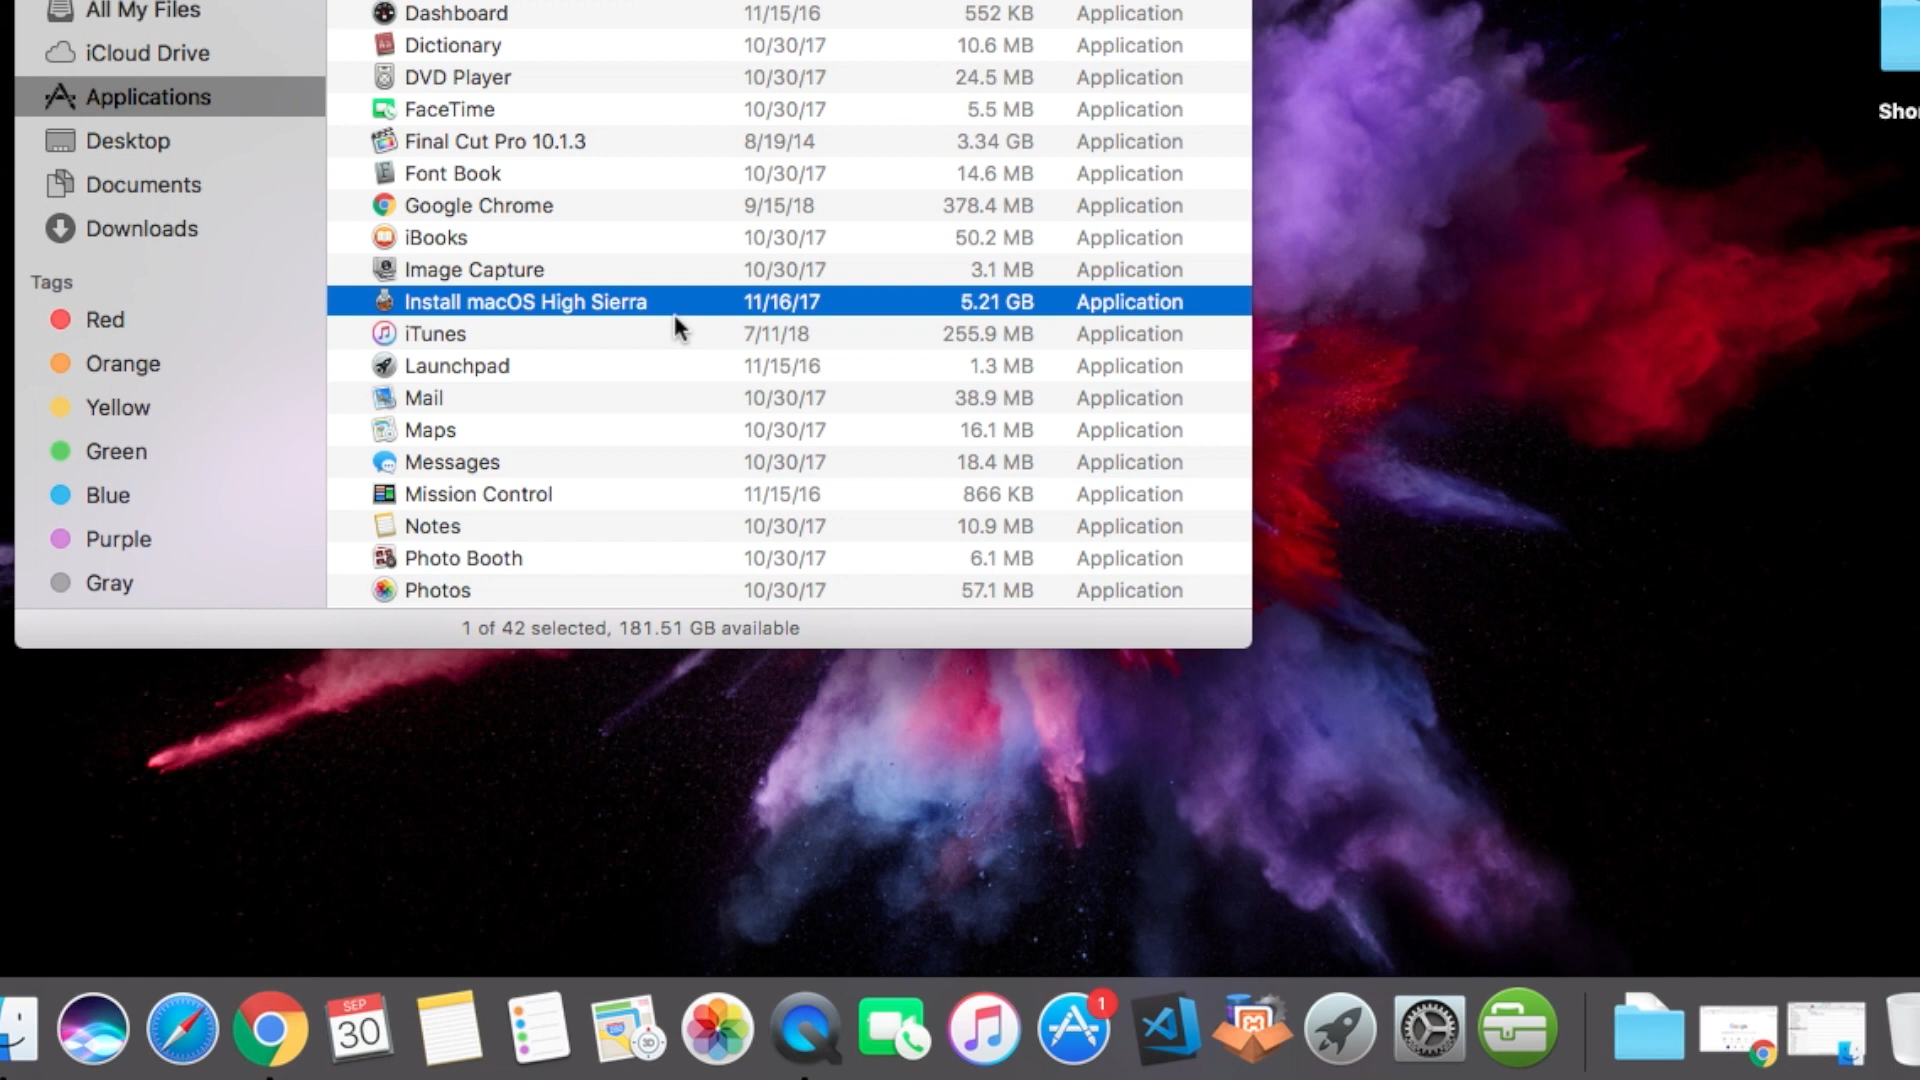 All My Files
iCloud Drive
Applications
Desktop
Documents
Downloads
Tags
Red
Orange
Yellow
Green
Blue
Purple
Gray
Dashboard 11/15/16 552 KB Application
Dictionary 10/30/17 10.6 MB Application
DVD Player 10/30/17 24.5 MB Application
FaceTime 10/30/17 5.5 MB Application
Final Cut Pro 10.1.3 8/19/14 3.34 GB Application
Font Book 10/30/17 14.6 MB Application
Google Chrome 9/15/18 378.4 MB Application
iBooks 10/30/17 50.2 MB Application
Image Capture 10/30/17 3.1 MB Application
Install macOS High Sierra 11/16/17 5.21 GB Application
iTunes 7/11/18 255.9 MB Application
Launchpad 11/15/16 1.3 MB Application
Mail 10/30/17 38.9 MB Application
Maps 10/30/17 16.1 MB Application
Messages 10/30/17 18.4 MB Application
Mission Control 11/15/16 866 KB Application
Notes 10/30/17 10.9 MB Application
Photo Booth 10/30/17 6.1 MB Application
Photos 10/30/17 57.1 MB Application
1 of 42 selected, 181.51 GB available
Sho
SEP
30
3D
1
Google